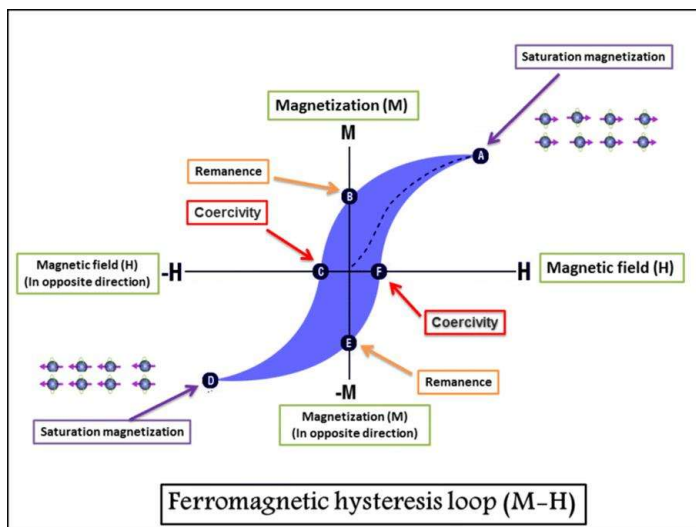 Saturation magnetization
Magnetization (M)
M
A
Remanence
B
Coercivity
Magnetic field (H)
(In opposite direction)
-H
C
F
H
Magnetic field (H)
Coercivity
E
D
Remanence
-M
Saturation magnetization
Magnetization (M)
(In opposite direction)
Ferromagnetic hysteresis loop (M-H)